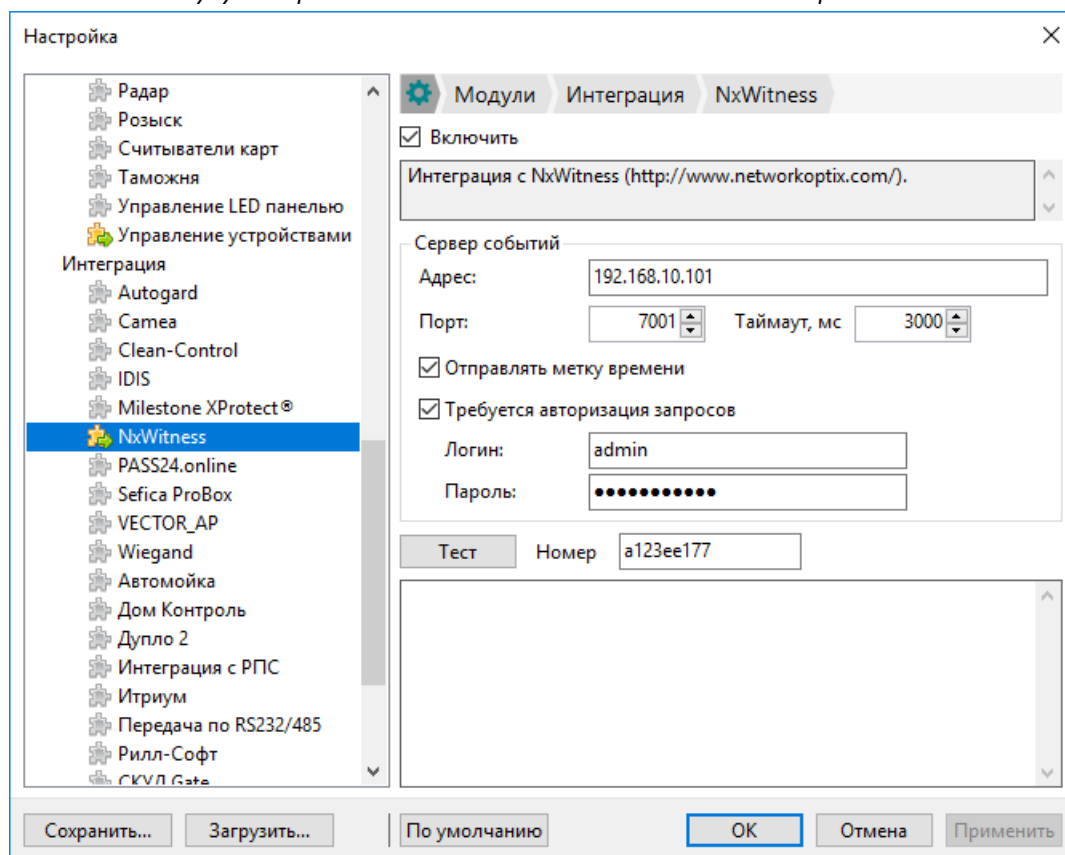 Настройка
Радар
Розыск
Считыватели карт
Таможня
Управление LED панелью
Управление устройствами
Интеграция
Autogard
Camea
Clean-Control
IDIS
Milestone XProtect®
NxWitness
PASS24.online
Sefica ProBox
VECTOR_AP
Wiegand
Автомойка
Дом Контроль
Дупло 2
Интеграция с РПС
Итриум
Передача по RS232/485
Рилл-Софт
СКУД Gate
Модули Интеграция NxWitness
Включить
Интеграция с NxWitness (http://www.networkoptix.com/).
Сервер событий
Адрес: 192.168.10.101
Порт: 7001 Таймаут, мс 3000
Отправлять метку времени
Требуется авторизация запросов
Логин: admin
Пароль: ●●●●●●●●●●●
Тест Номер a123ee177
Сохранить... Загрузить... По умолчанию OK Отмена Применить